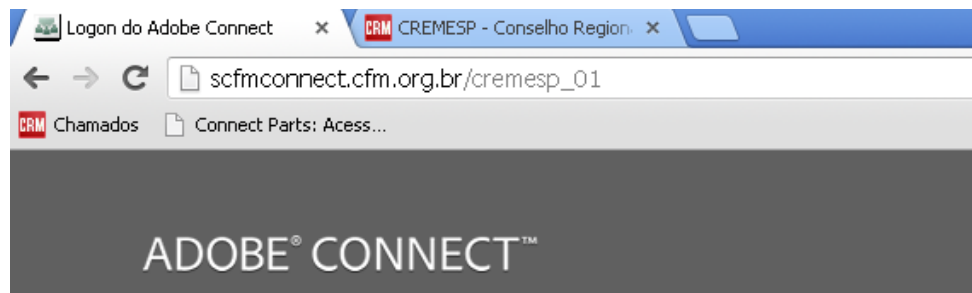 Logon do Adobe Connect CRM CREMESP - Conselho Region
scfmconnect.cfm.org.br/cremesp_01
CRM Chamados Connect Parts: Acess...
ADOBE® CONNECT™